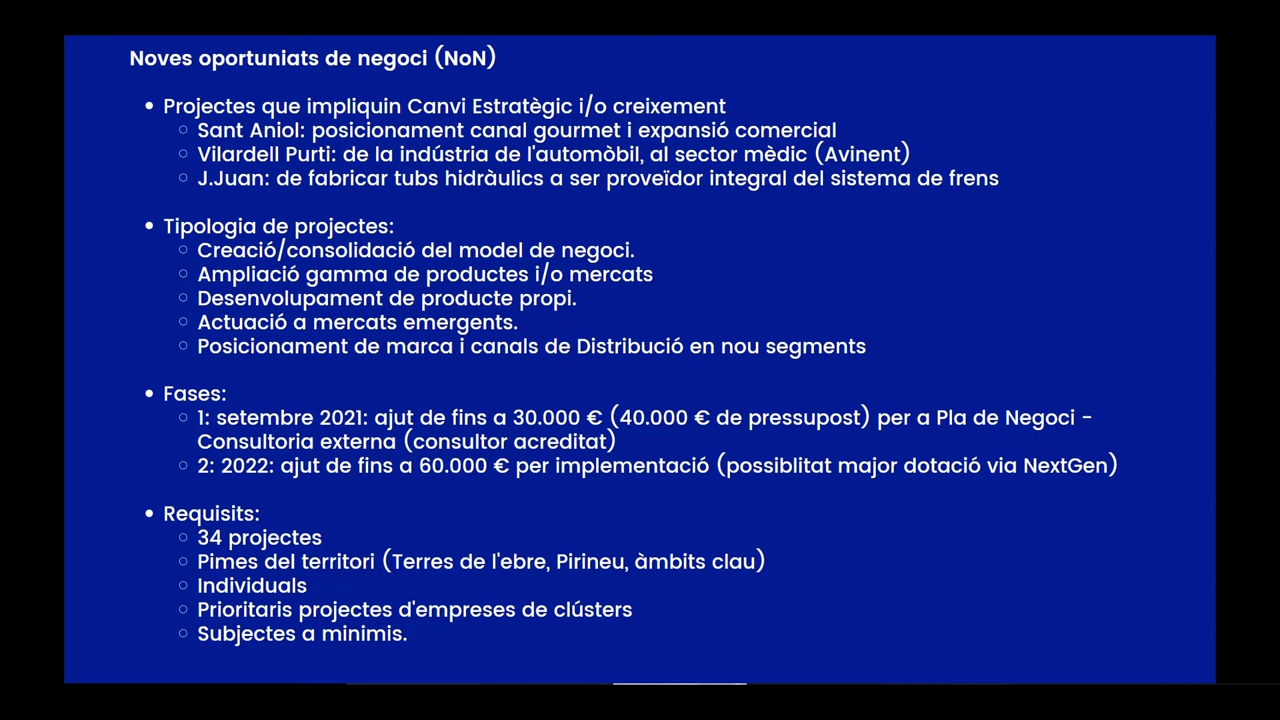 Noves oportuniats de negoci (NoN)
• Projectes que impliquin Canvi Estratègic i/o creixement
○ Sant Aniol: posicionament canal gourmet i expansió comercial
○ Vilardell Purti: de la indústria de l'automòbil, al sector mèdic (Avinent)
○ J.Juan: de fabricar tubs hidràulics a ser proveïdor integral del sistema de frens
• Tipologia de projectes:
○ Creació/consolidació del model de negoci.
○ Ampliació gamma de productes i/o mercats
○ Desenvolupament de producte propi.
○ Actuació a mercats emergents.
○ Posicionament de marca i canals de Distribució en nou segments
• Fases:
○ 1: setembre 2021: ajut de fins a 30.000 € (40.000 € de pressupost) per a Pla de Negoci -
Consultoria externa (consultor acreditat)
○ 2: 2022: ajut de fins a 60.000 € per implementació (possiblitat major dotació via NextGen)
• Requisits:
○ 34 projectes
○ Pimes del territori (Terres de l'ebre, Pirineu, àmbits clau)
○ Individuals
○ Prioritaris projectes d'empreses de clústers
○ Subjectes a minimis.